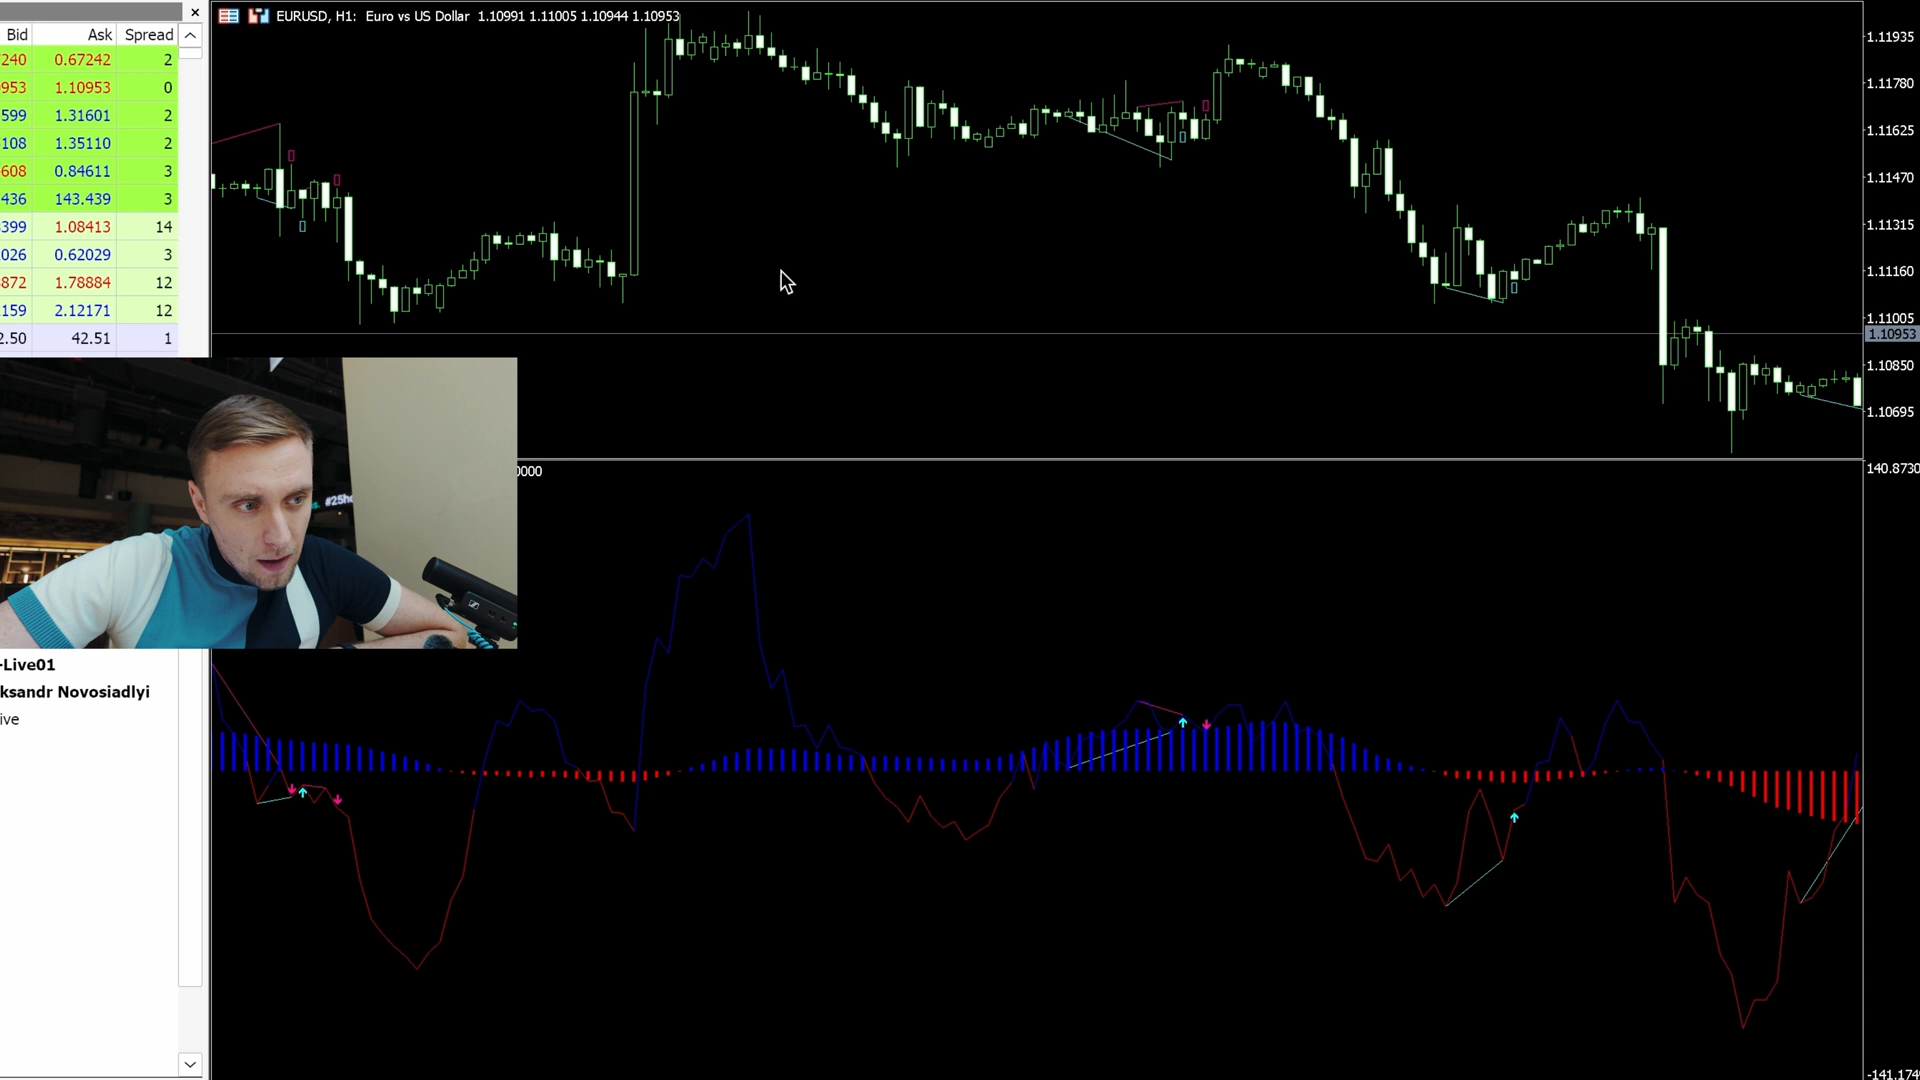 EURUSD, H1: Euro vs US Dollar 1.10991 1.11005 1.10944 1.10953
Bid Ask Spread
240 0.67242 2
953 1.10953 0
599 1.31601 2
108 1.35110 2
608 0.84611 3
436 143.439 3
399 1.08413 14
026 0.62029 3
872 1.78884 12
159 2.12171 12
2.50 42.51 1
1.11935
1.11780
1.11625
1.11470
1.11315
1.11160
1.11005
1.10953
1.10850
1.10695
0000
140.8730
#25h
-Live01
ksandr Novosiadlyi
ive
-141.1749